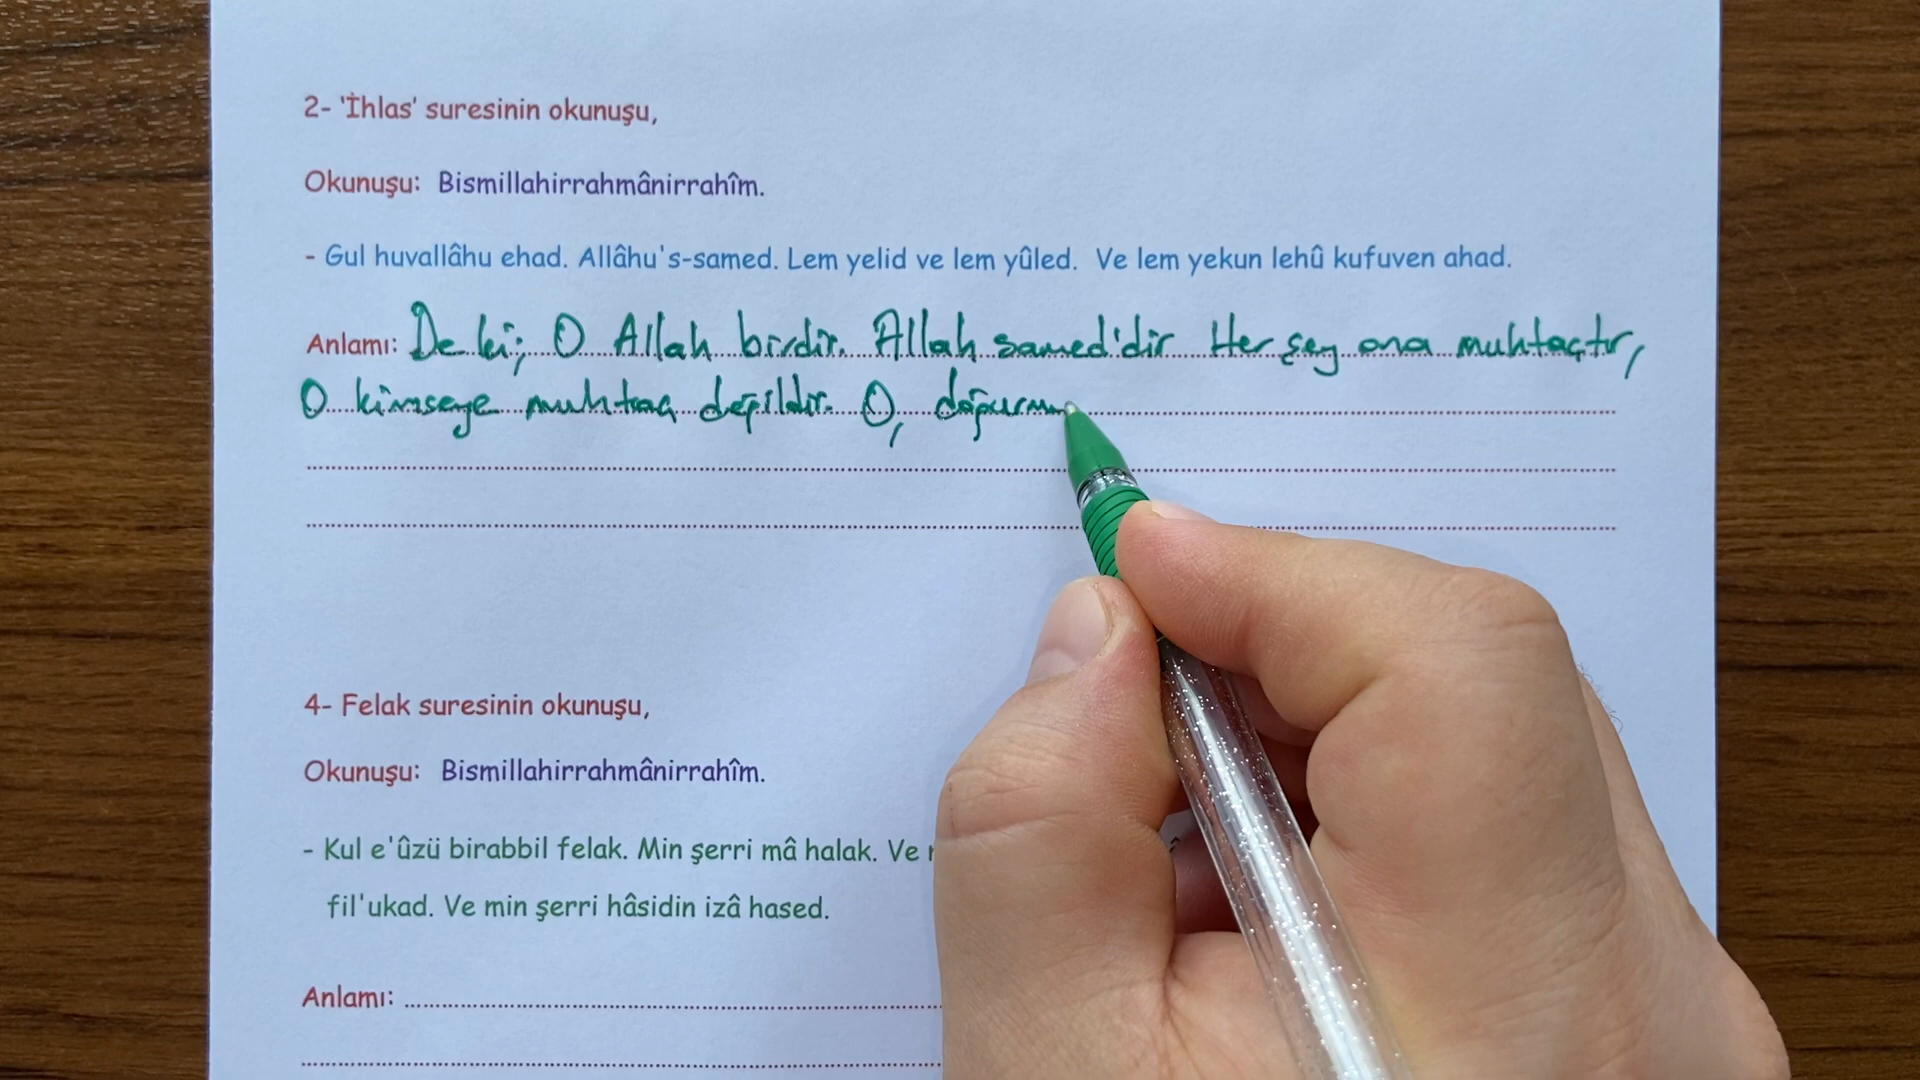 2- 'İhlas' suresinin okunuşu,
Okunuşu: Bismillahirrahmânirrahîm.
- Gul huvallâhu ehad. Allâhu's-samed. Lem yelid ve lem yûled. Ve lem yekun lehû kufuven ahad.
Anlamı: De ki; O Allah birdir. Allah samed'dir Her şey ona muhtaçtır,
O kimseye muhtaç değildir. O, doğurm
4- Felak suresinin okunuşu,
Okunuşu: Bismillahirrahmânirrahîm.
- Kul e'ûzü birabbil felak. Min şerri mâ halak. Ve
fil'ukad. Ve min şerri hâsidin izâ hased.
Anlamı: